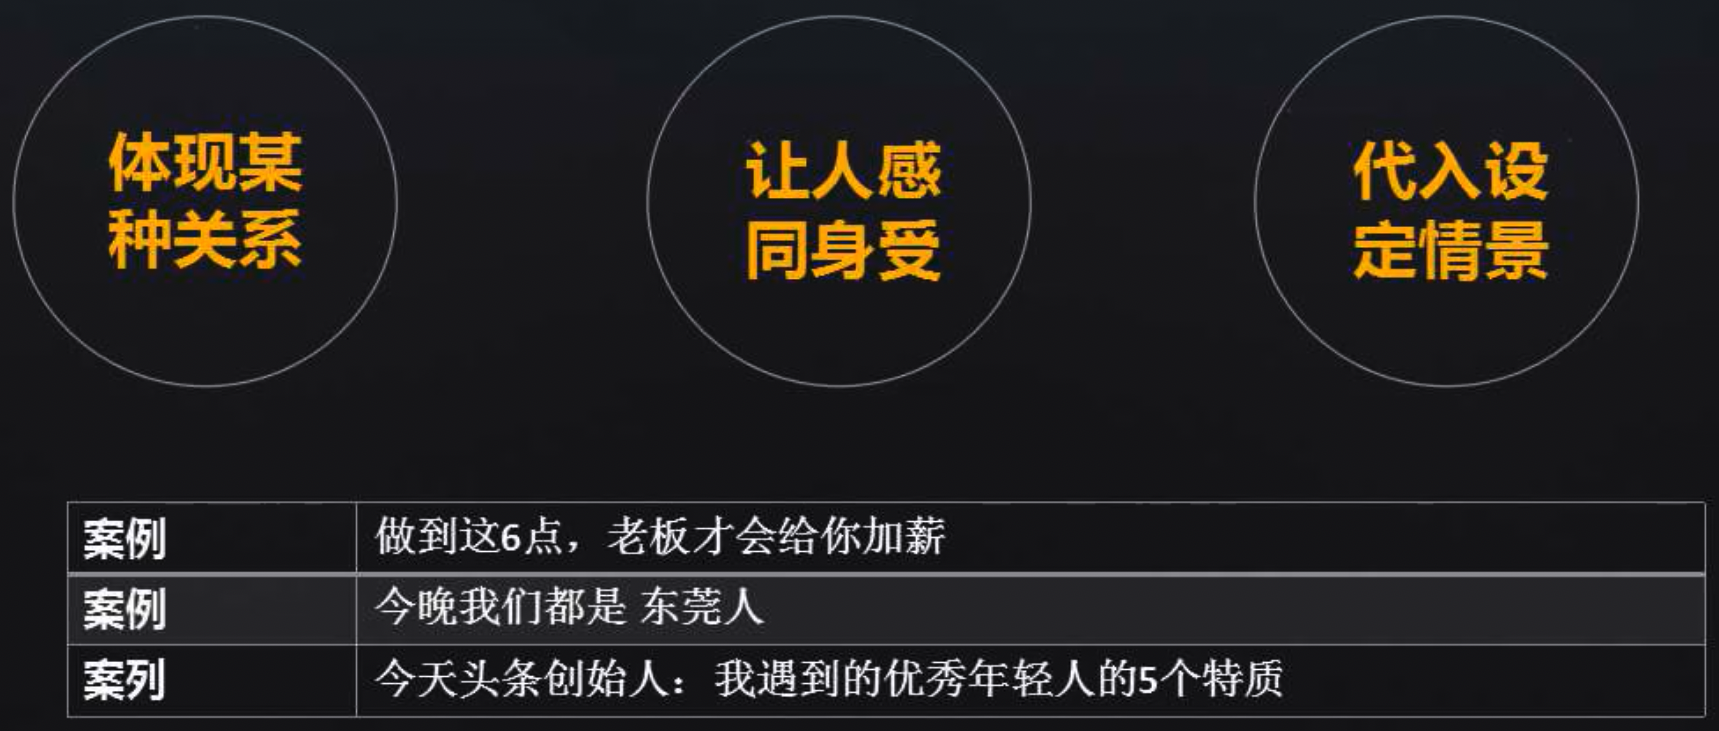 体现某
种关系
让人感
同身受
代入设
定情景
案例 做到这6点，老板才会给你加薪
案例 今晚我们都是 东莞人
案列 今天头条创始人：我遇到的优秀年轻人的5个特质